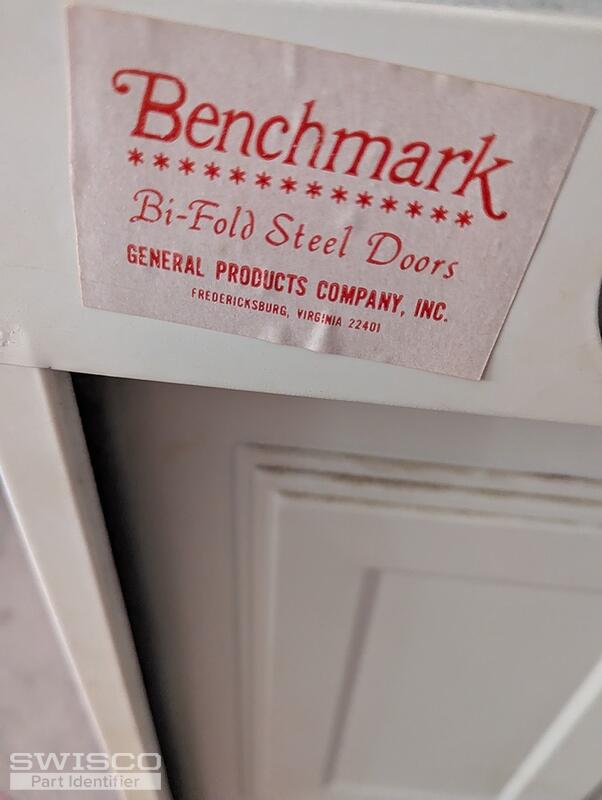 Benchmark
**************
Bi-Fold Steel Doors
GENERAL PRODUCTS COMPANY, INC.
FREDERICKSBURG, VIRGINIA 22401
SWISCO
Part Identifier